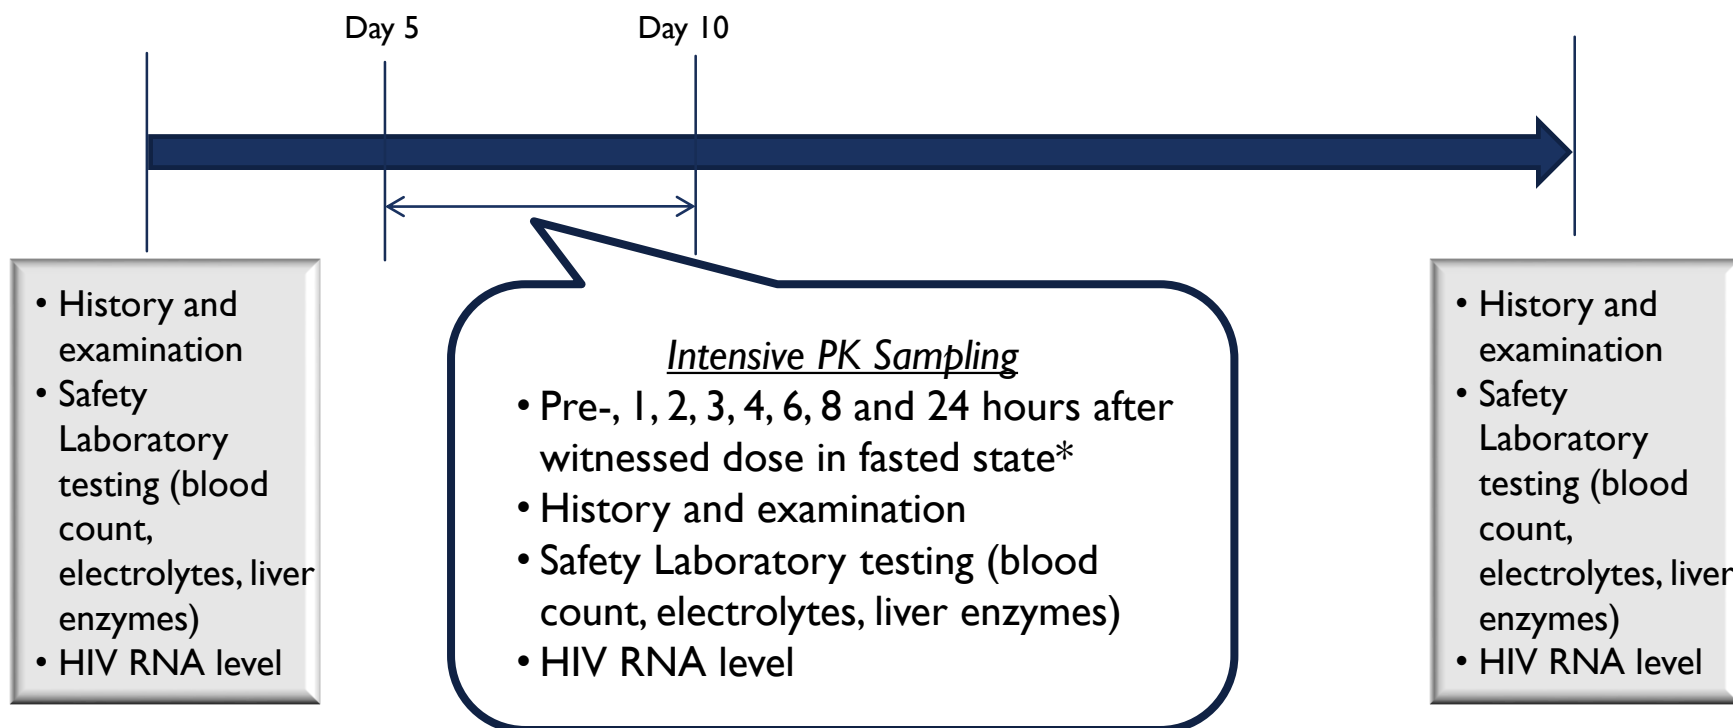 Day 5
Day 10
• History and
examination
• Safety
Laboratory
testing (blood
count,
electrolytes, liver
enzymes)
• HIV RNA level
Intensive PK Sampling
• Pre-, 1, 2, 3, 4, 6, 8 and 24 hours after
witnessed dose in fasted state*
• History and examination
• Safety Laboratory testing (blood
count, electrolytes, liver enzymes)
• HIV RNA level
• History and
examination
• Safety
Laboratory
testing (blood
count,
electrolytes, liver
enzymes)
• HIV RNA level